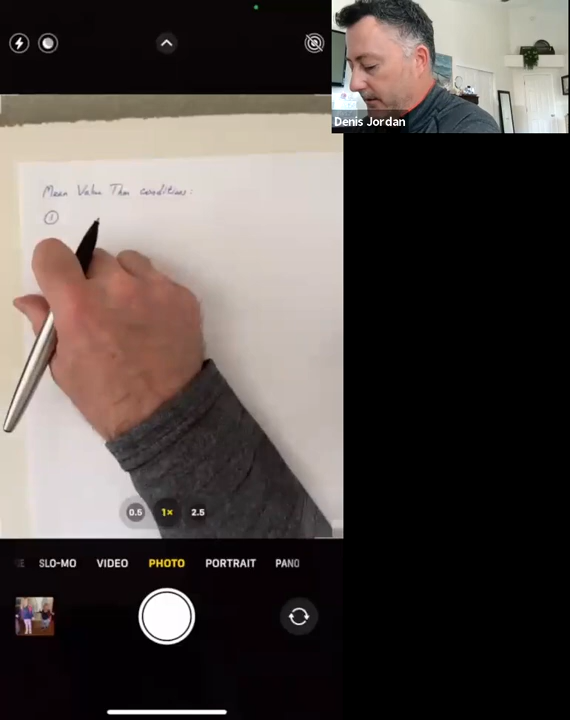 Denis Jordan
Mean Value Thm conditions:
①
0.5 1× 2.5
SLO-MO VIDEO PHOTO PORTRAIT PANO